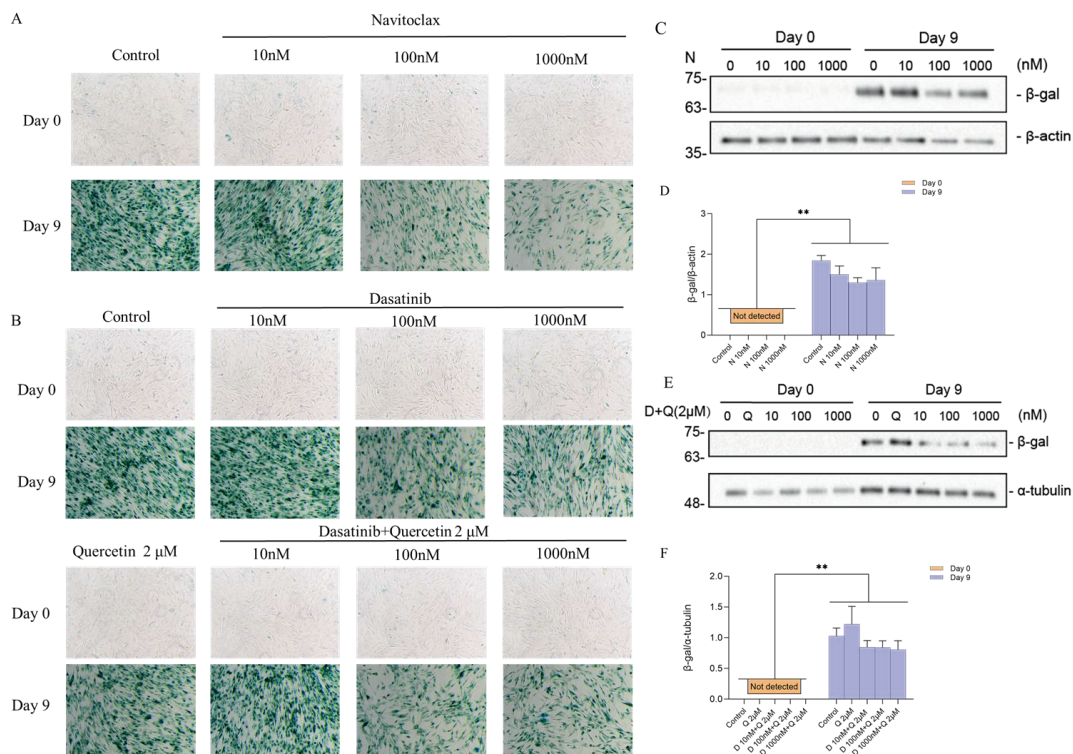 A
Navitoclax
Control
10nM
100nM
1000nM
Day 0
Day 9
B
Dasatinib
Control
10nM
100nM
1000nM
Day 0
Day 9
Dasatinib+Quercetin 2 μM
Quercetin 2 μM
10nM
100nM
1000nM
Day 0
Day 9
C
Day 0
Day 9
N
0 10 100 1000 0 10 100 1000 (nM)
75-
63-
- β-gal
35-
- β-actin
D
Day 0
Day 9
**
3
2
1
0
β-gal/β-actin
Not detected
Control
N 10nM
N 100nM
N 1000nM
Control
N 10nM
N 100nM
N 1000nM
E
Day 0
Day 9
D+Q(2μM)
0 Q 10 100 1000 0 Q 10 100 1000 (nM)
75-
63-
- β-gal
48-
- α-tubulin
F
Day 0
Day 9
**
2.0
1.5
1.0
0.5
0.0
β-gal/α-tubulin
Not detected
Control
Q 2μM
D 10nM+Q 2μM
D 100nM+Q 2μM
D 1000nM+Q 2μM
Control
Q 2μM
D 10nM+Q 2μM
D 100nM+Q 2μM
D 1000nM+Q 2μM